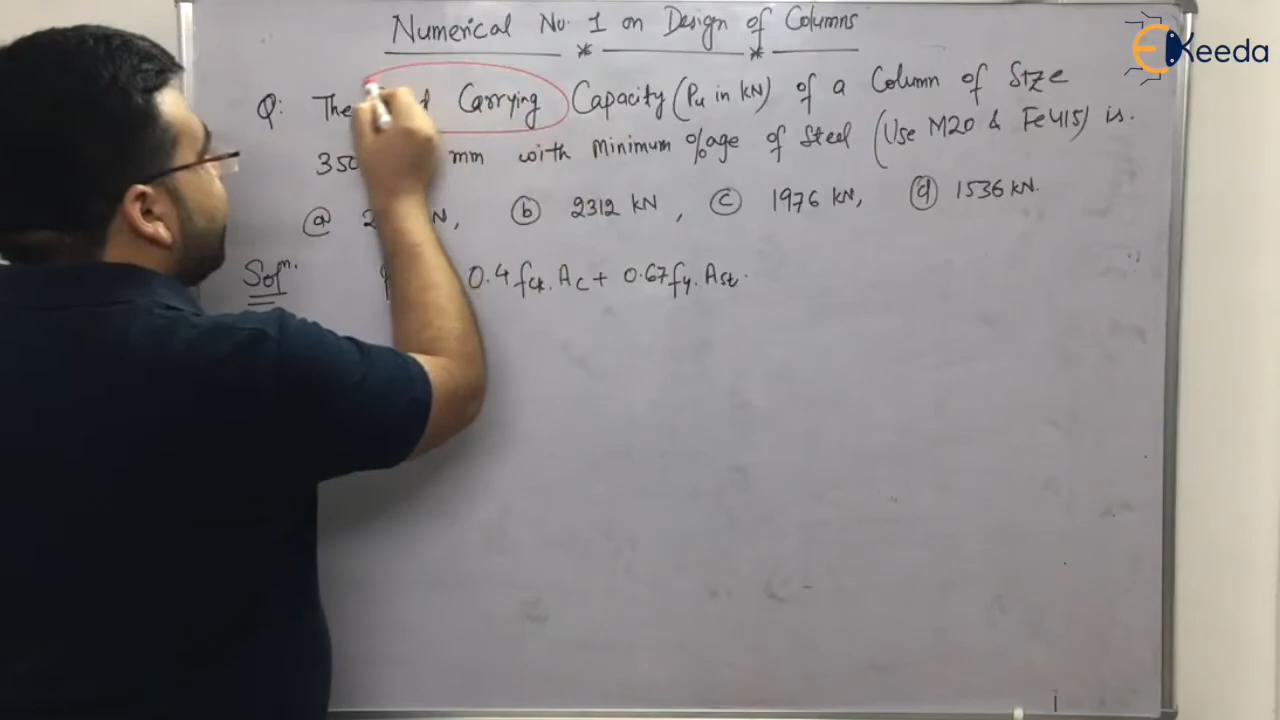 Numerical No. 1 on Design of Columns
Ekeeda
Q: The Carrying Capacity (Pu in kN) of a Column of Size
350 mm with minimum %age of Steel (Use M20 & Fe415) is.
(a) N, (b) 2312 kN, (c) 1976 kN, (d) 1536 kN.
Solⁿ. 0.4 fck. Ac + 0.67 fy. Ast.